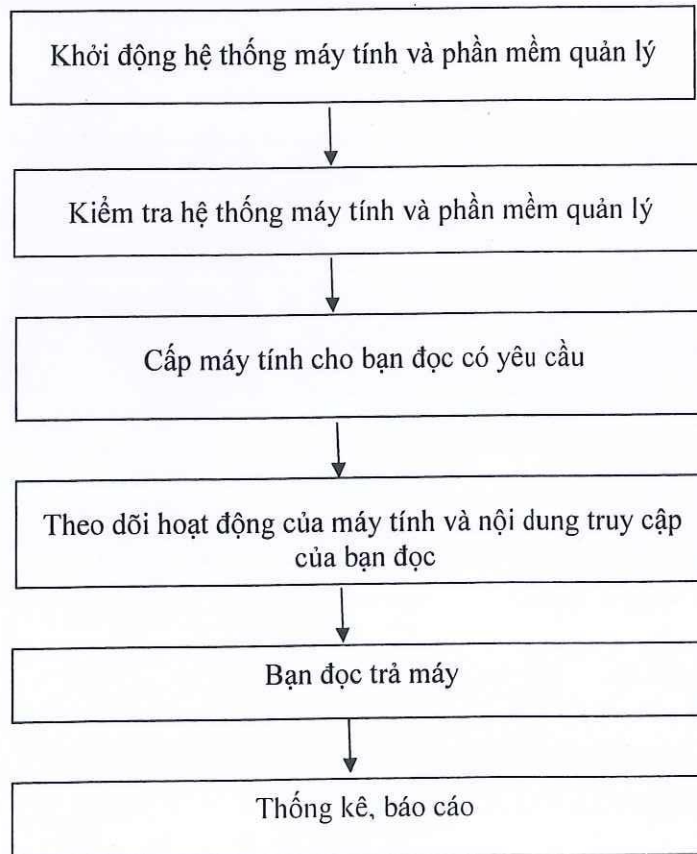 Khởi động hệ thống máy tính và phần mềm quản lý
Kiểm tra hệ thống máy tính và phần mềm quản lý
Cấp máy tính cho bạn đọc có yêu cầu
Theo dõi hoạt động của máy tính và nội dung truy cập
của bạn đọc
Bạn đọc trả máy
Thống kê, báo cáo